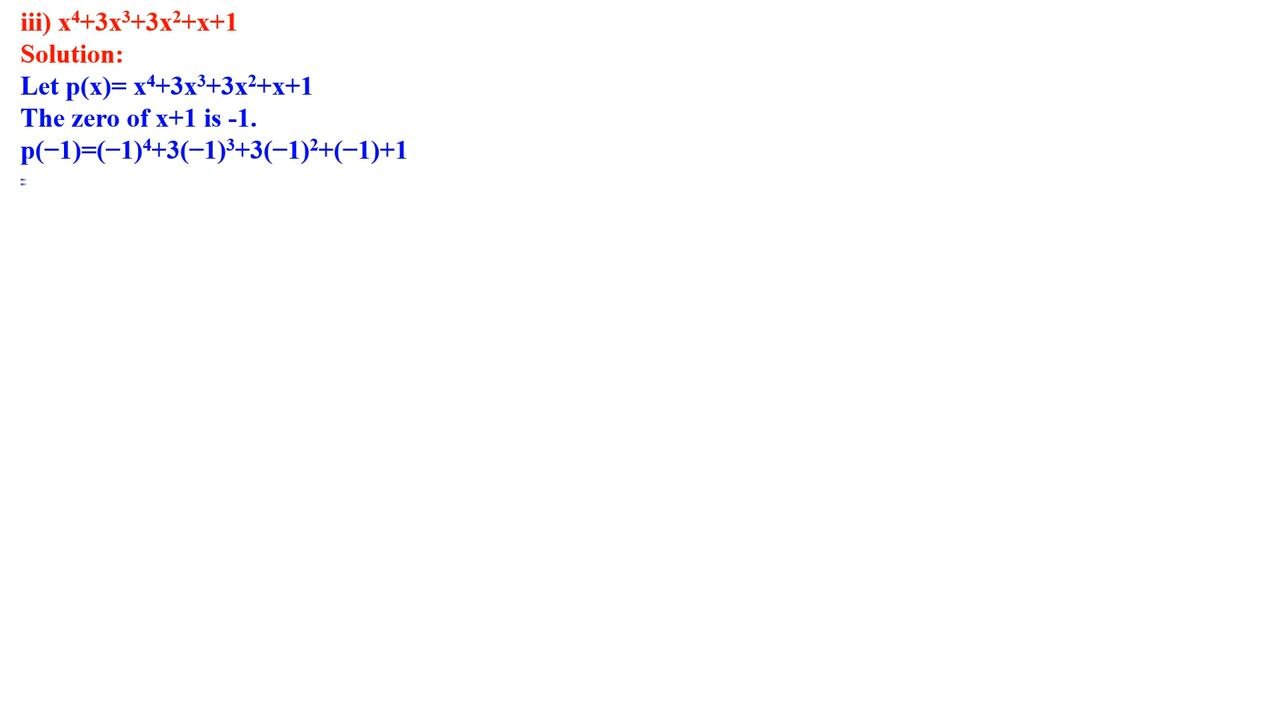 iii) x⁴+3x³+3x²+x+1
Solution:
Let p(x)= x⁴+3x³+3x²+x+1
The zero of x+1 is -1.
p(−1)=(−1)⁴+3(−1)³+3(−1)²+(−1)+1
=